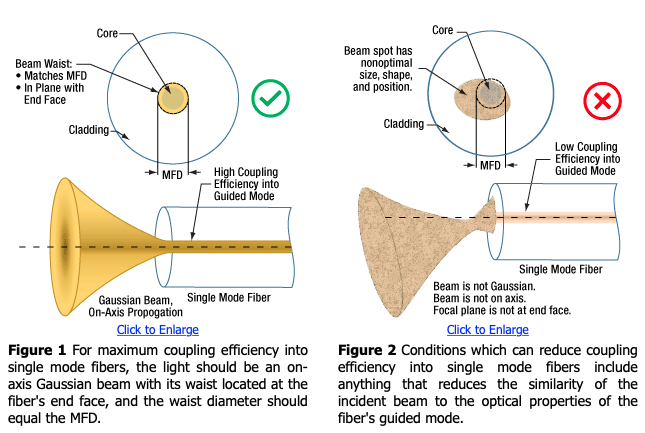 Core
Beam Waist:
• Matches MFD
• In Plane with
End Face
Cladding
MFD
High Coupling
Efficiency into
Guided Mode
Gaussian Beam,
On-Axis Propogation
Single Mode Fiber
Click to Enlarge
Figure 1 For maximum coupling efficiency into
single mode fibers, the light should be an on-
axis Gaussian beam with its waist located at the
fiber's end face, and the waist diameter should
equal the MFD.
Core
Beam spot has
nonoptimal
size, shape,
and position.
Cladding
MFD
Low Coupling
Efficiency into
Guided Mode
Single Mode Fiber
Beam is not Gaussian.
Beam is not on axis.
Focal plane is not at end face.
Click to Enlarge
Figure 2 Conditions which can reduce coupling
efficiency into single mode fibers include
anything that reduces the similarity of the
incident beam to the optical properties of the
fiber's guided mode.